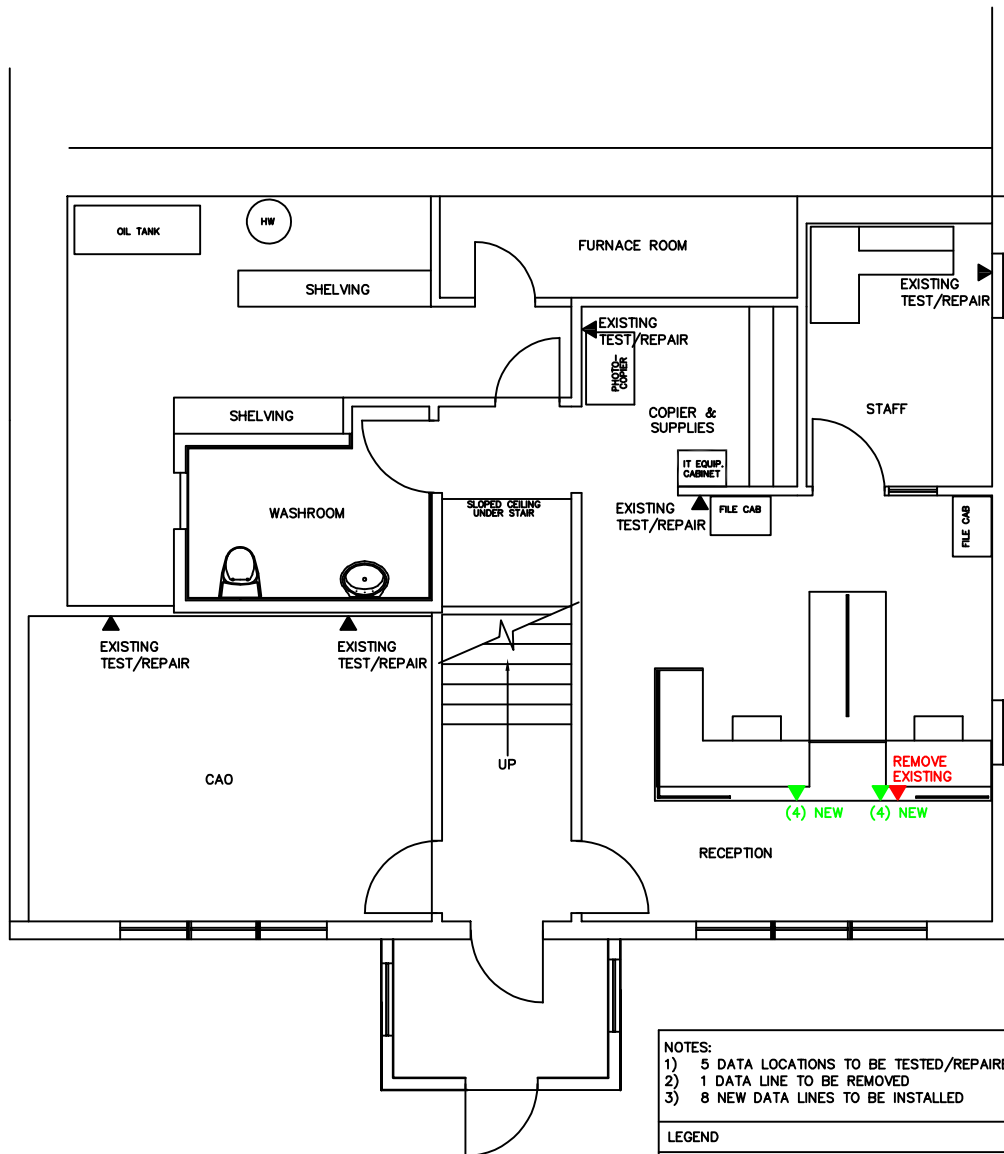 OIL TANK
HW
FURNACE ROOM
SHELVING
EXISTING
TEST/REPAIR
EXISTING
TEST/REPAIR
PHOTO-
COPIER
SHELVING
COPIER &
SUPPLIES
STAFF
IT EQUIP.
CABINET
WASHROOM
SLOPED CEILING
UNDER STAIR
EXISTING
TEST/REPAIR
FILE CAB
FILE CAB
EXISTING
TEST/REPAIR
EXISTING
TEST/REPAIR
UP
CAO
REMOVE
EXISTING
(4) NEW
(4) NEW
RECEPTION
NOTES:
1) 5 DATA LOCATIONS TO BE TESTED/REPAIRE
2) 1 DATA LINE TO BE REMOVED
3) 8 NEW DATA LINES TO BE INSTALLED
LEGEND